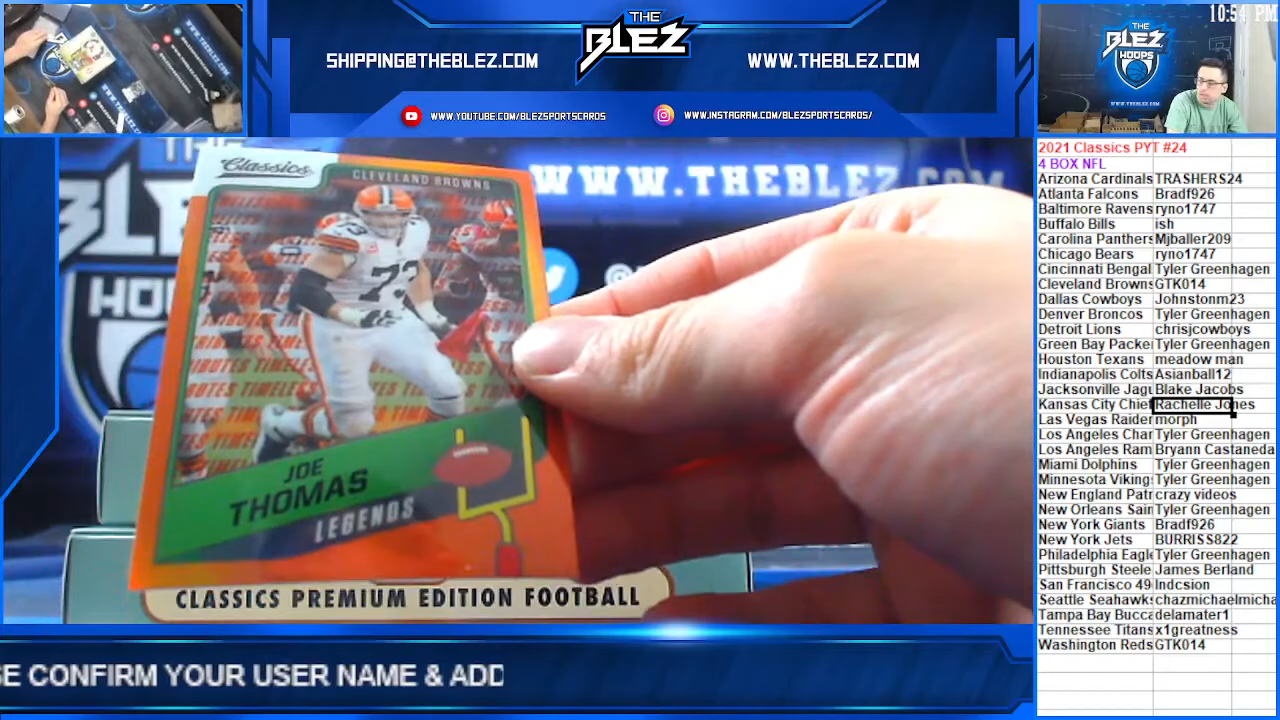 10:54 PM
THE
BLEZ
SHIPPING@THEBLEZ.COM
WWW.THEBLEZ.COM
WWW.YOUTUBE.COM/BLEZSPORTSCARDS
WWW.INSTAGRAM.COM/BLEZSPORTSCARDS/
THE
BLEZ
HOOPS
WWW.THEBLEZ.COM
Classics
CLEVELAND BROWNS
73
TIMELESS
JOE
THOMAS
LEGENDS
CLASSICS PREMIUM EDITION FOOTBALL
SE CONFIRM YOUR USER NAME & ADD
2021 Classics PYT #24
4 BOX NFL
Arizona Cardinals TRASHERS24
Atlanta Falcons Bradf926
Baltimore Ravens ryno1747
Buffalo Bills ish
Carolina Panthers Mjballer209
Chicago Bears ryno1747
Cincinnati Bengal Tyler Greenhagen
Cleveland Browns GTK014
Dallas Cowboys Johnstonm23
Denver Broncos Tyler Greenhagen
Detroit Lions chrisjcowboys
Green Bay Packe Tyler Greenhagen
Houston Texans meadow man
Indianapolis Colts Asianball12
Jacksonville Jagu Blake Jacobs
Kansas City Chie Rachelle Jones
Las Vegas Raider morph
Los Angeles Char Tyler Greenhagen
Los Angeles Ram Bryann Castaneda
Miami Dolphins Tyler Greenhagen
Minnesota Viking Tyler Greenhagen
New England Patr crazy videos
New Orleans Sain Tyler Greenhagen
New York Giants Bradf926
New York Jets BURRISS822
Philadelphia Eagl Tyler Greenhagen
Pittsburgh Steele James Berland
San Francisco 49 Indcsion
Seattle Seahawks chazmichaelmicha
Tampa Bay Bucca delamater1
Tennessee Titans x1greatness
Washington Reds GTK014